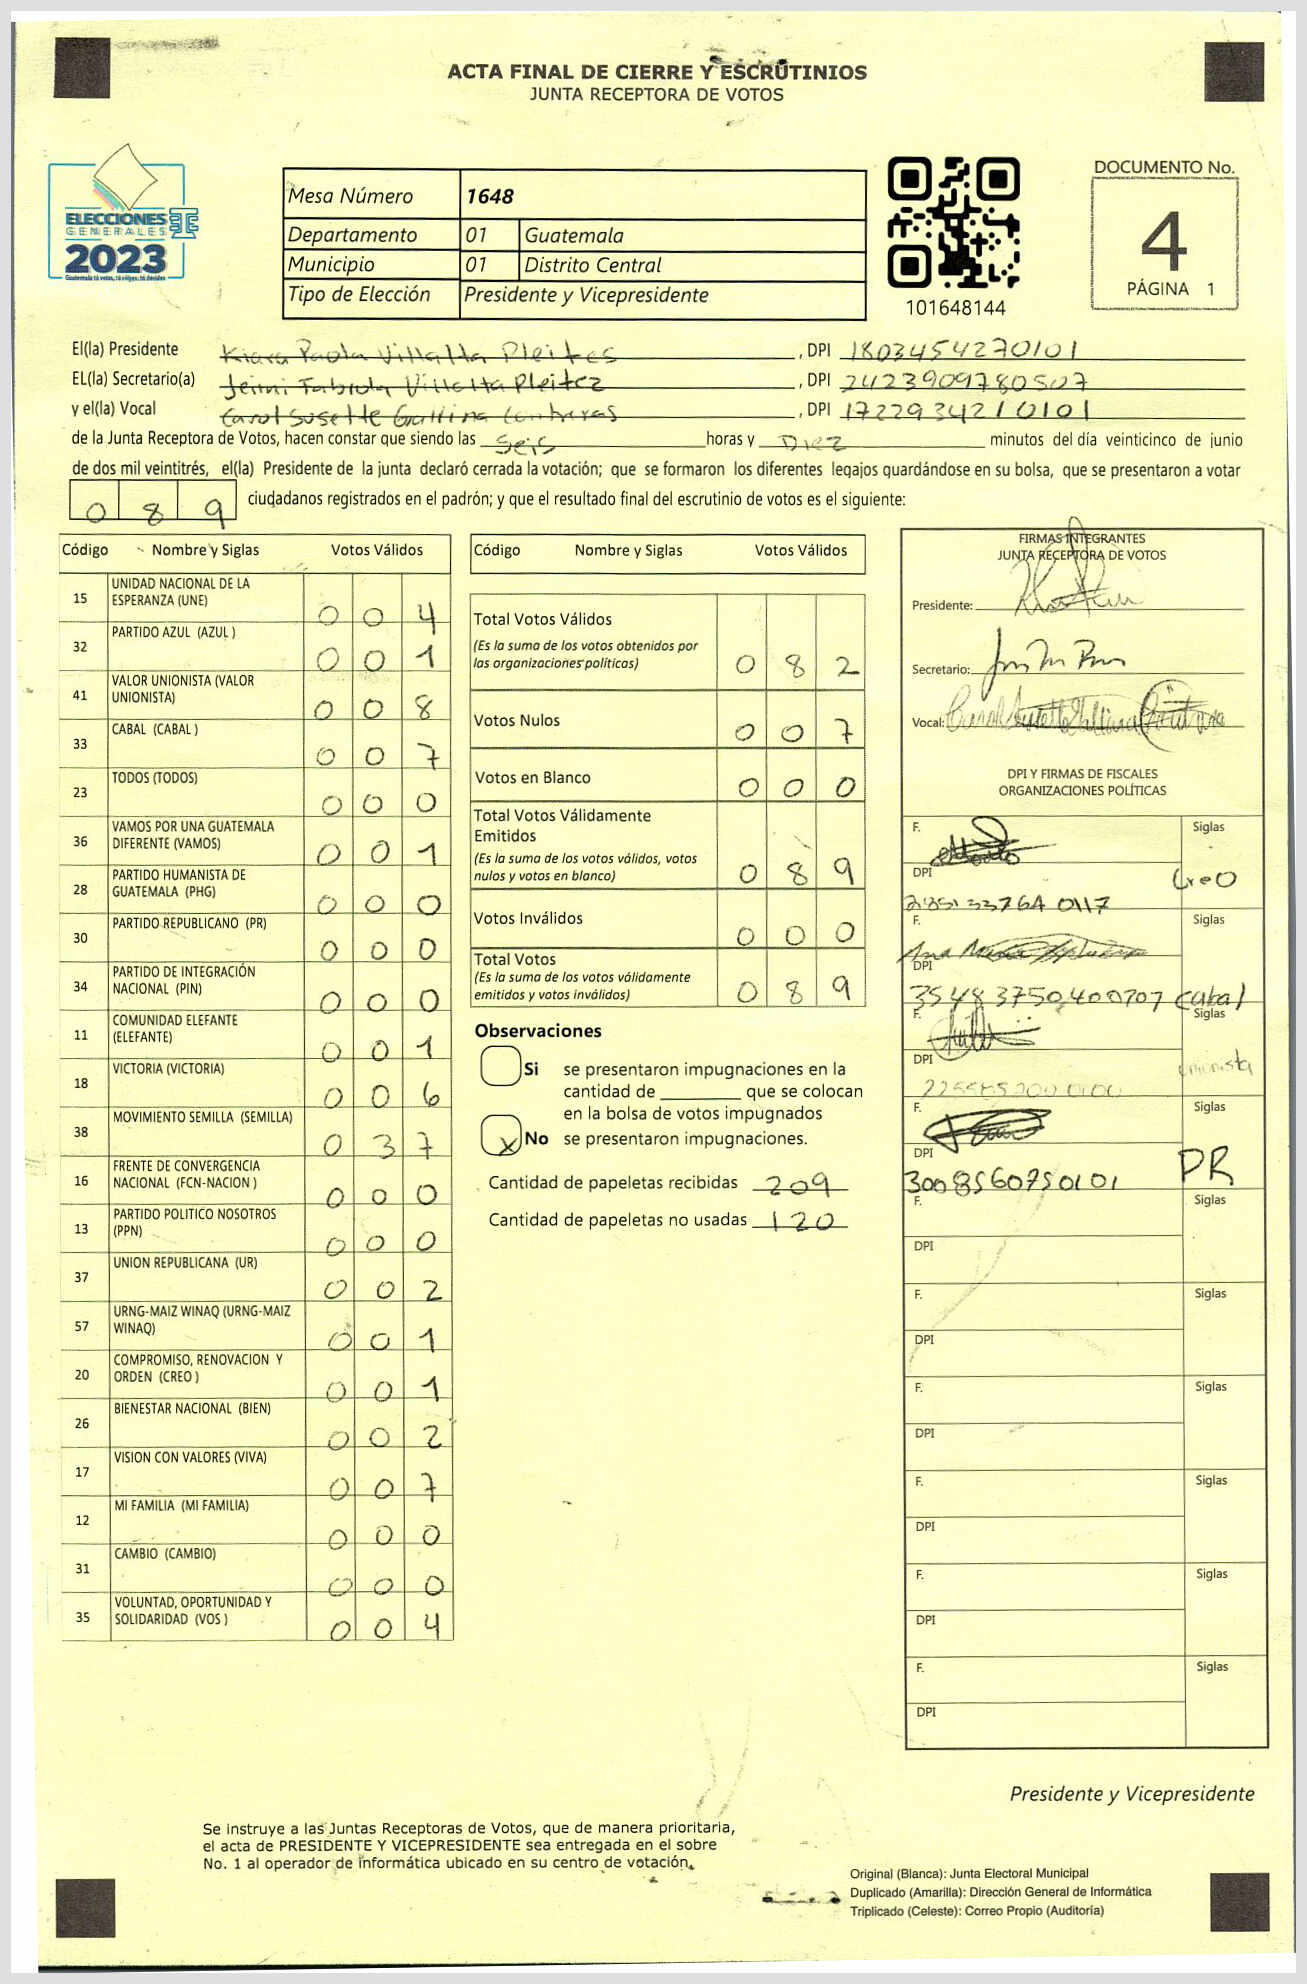 ACTA FINAL DE CIERRE Y ESCRUTINIOS
JUNTA RECEPTORA DE VOTOS
ELECCIONES
GENERALES
2023
Mesa Número 1648
Departamento 01 Guatemala
Municipio 01 Distrito Central
Tipo de Elección Presidente y Vicepresidente
101648144
DOCUMENTO No.
4
PÁGINA 1
El(la) Presidente Kiara Paola Villalta Pleites, DPI 1803454270101
EL(la) Secretario(a) Jeimi Fabiola Villalta Pleitez, DPI 2423909780507
y el(la) Vocal Carol Susette Contreras, DPI 1722934210101
de la Junta Receptora de Votos, hacen constar que siendo las Seis horas y Diez minutos del día veinticinco de junio
de dos mil veintitrés, el(la) Presidente de la junta declaró cerrada la votación; que se formaron los diferentes legajos guardándose en su bolsa, que se presentaron a votar
0 8 9 ciudadanos registrados en el padrón; y que el resultado final del escrutinio de votos es el siguiente:
Código Nombre y Siglas Votos Válidos
15 UNIDAD NACIONAL DE LA ESPERANZA (UNE) 0 0 4
32 PARTIDO AZUL (AZUL ) 0 0 1
41 VALOR UNIONISTA (VALOR UNIONISTA) 0 0 8
33 CABAL (CABAL ) 0 0 7
23 TODOS (TODOS) 0 0 0
36 VAMOS POR UNA GUATEMALA DIFERENTE (VAMOS) 0 0 1
28 PARTIDO HUMANISTA DE GUATEMALA (PHG) 0 0 0
30 PARTIDO REPUBLICANO (PR) 0 0 0
34 PARTIDO DE INTEGRACIÓN NACIONAL (PIN) 0 0 0
11 COMUNIDAD ELEFANTE (ELEFANTE) 0 0 1
18 VICTORIA (VICTORIA) 0 0 6
38 MOVIMIENTO SEMILLA (SEMILLA) 0 3 7
16 FRENTE DE CONVERGENCIA NACIONAL (FCN-NACION ) 0 0 0
13 PARTIDO POLITICO NOSOTROS (PPN) 0 0 0
37 UNION REPUBLICANA (UR) 0 0 2
57 URNG-MAIZ WINAQ (URNG-MAIZ WINAQ) 0 0 1
20 COMPROMISO, RENOVACION Y ORDEN (CREO ) 0 0 1
26 BIENESTAR NACIONAL (BIEN) 0 0 2
17 VISION CON VALORES (VIVA) 0 0 7
12 MI FAMILIA (MI FAMILIA) 0 0 0
31 CAMBIO (CAMBIO) 0 0 0
35 VOLUNTAD, OPORTUNIDAD Y SOLIDARIDAD (VOS ) 0 0 4
Código Nombre y Siglas Votos Válidos
Total Votos Válidos 0 8 2
(Es la suma de los votos obtenidos por
las organizaciones políticas)
Votos Nulos 0 0 7
Votos en Blanco 0 0 0
Total Votos Válidamente
Emitidos
(Es la suma de los votos válidos, votos
nulos y votos en blanco) 0 8 9
Votos Inválidos 0 0 0
Total Votos
(Es la suma de los votos válidamente
emitidos y votos inválidos) 0 8 9
Observaciones
Si se presentaron impugnaciones en la
cantidad de ________ que se colocan
en la bolsa de votos impugnados
x No se presentaron impugnaciones.
Cantidad de papeletas recibidas 209
Cantidad de papeletas no usadas 120
FIRMAS INTEGRANTES
JUNTA RECEPTORA DE VOTOS
Presidente:
Secretario:
Vocal:
DPI Y FIRMAS DE FISCALES
ORGANIZACIONES POLÍTICAS
F. Siglas
DPI Creo
F. Siglas
DPI
35483750400707 Cabal
F. Siglas
DPI unionista
F. Siglas
DPI
3008560750101 PR
F. Siglas
DPI
F. Siglas
DPI
F. Siglas
DPI
F. Siglas
DPI
F. Siglas
DPI
F. Siglas
DPI
Presidente y Vicepresidente
Se instruye a las Juntas Receptoras de Votos, que de manera prioritaria,
el acta de PRESIDENTE Y VICEPRESIDENTE sea entregada en el sobre
No. 1 al operador de informática ubicado en su centro de votación.
Original (Blanca): Junta Electoral Municipal
Duplicado (Amarilla): Dirección General de Informática
Triplicado (Celeste): Correo Propio (Auditoría)